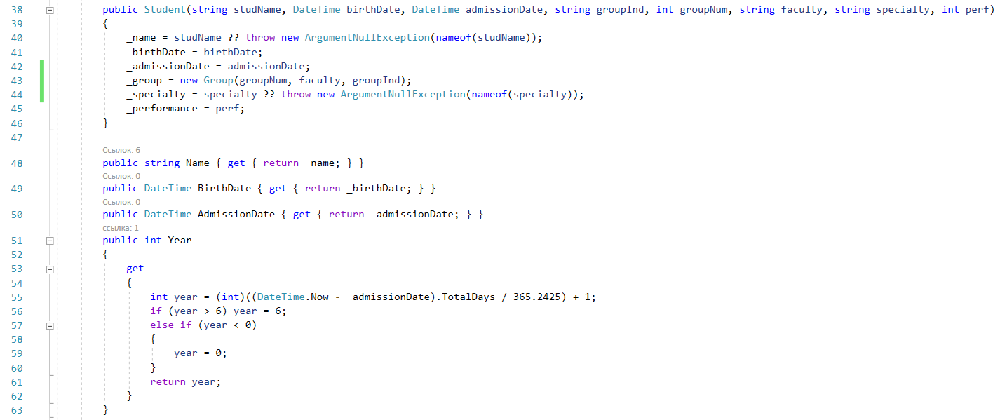 38 public Student(string studName, DateTime birthDate, DateTime admissionDate, string groupInd, int groupNum, string faculty, string specialty, int perf)
39 {
40 _name = studName ?? throw new ArgumentNullException(nameof(studName));
41 _birthDate = birthDate;
42 _admissionDate = admissionDate;
43 _group = new Group(groupNum, faculty, groupInd);
44 _specialty = specialty ?? throw new ArgumentNullException(nameof(specialty));
45 _performance = perf;
46 }
47
Ссылок: 6
48 public string Name { get { return _name; } }
Ссылок: 0
49 public DateTime BirthDate { get { return _birthDate; } }
Ссылок: 0
50 public DateTime AdmissionDate { get { return _admissionDate; } }
ссылка: 1
51 public int Year
52 {
53 get
54 {
55 int year = (int)((DateTime.Now - _admissionDate).TotalDays / 365.2425) + 1;
56 if (year > 6) year = 6;
57 else if (year < 0)
58 {
59 year = 0;
60 }
61 return year;
62 }
63 }